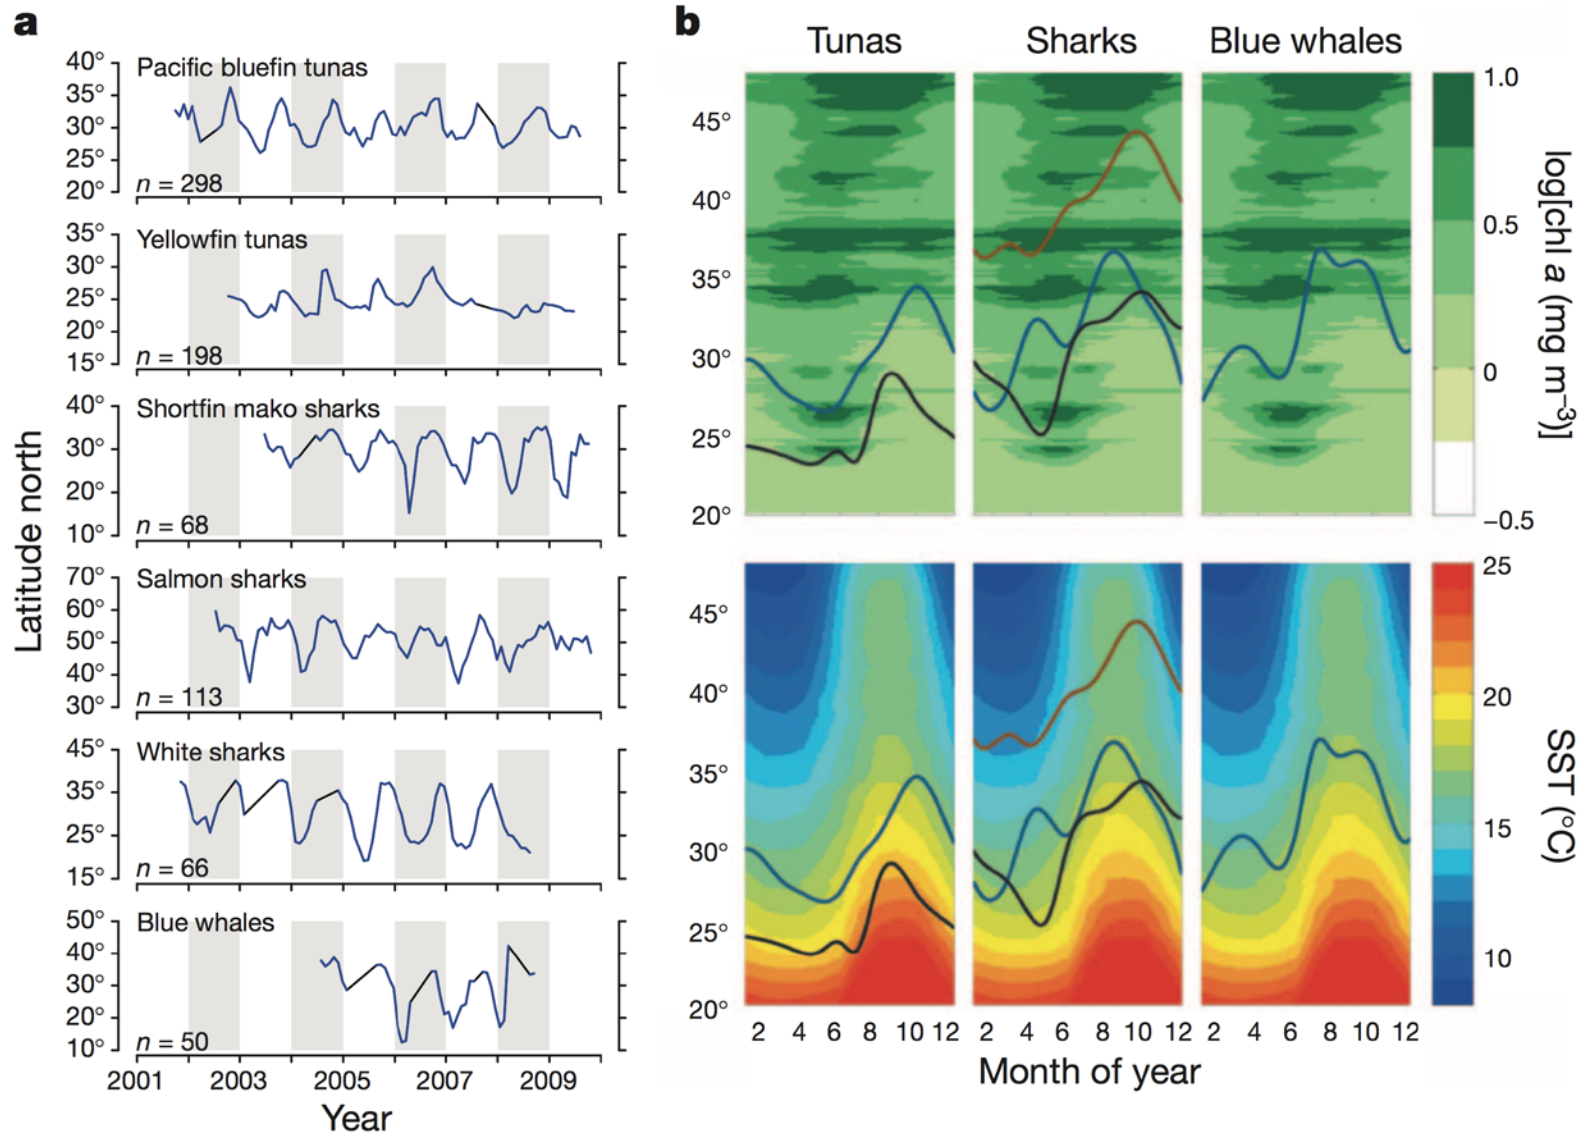 a
Latitude north
40°
35°
30°
25°
20°
Pacific bluefin tunas
n = 298
35°
30°
25°
20°
15°
Yellowfin tunas
n = 198
40°
30°
20°
10°
Shortfin mako sharks
n = 68
70°
60°
50°
40°
30°
Salmon sharks
n = 113
45°
35°
25°
15°
White sharks
n = 66
50°
40°
30°
20°
10°
Blue whales
n = 50
2001 2003 2005 2007 2009
Year
b
Tunas Sharks Blue whales
45°
40°
35°
30°
25°
20°
1.0
0.5
0
–0.5
log[chl a (mg m–3)]
45°
40°
35°
30°
25°
20°
25
20
15
10
SST (°C)
2 4 6 8 10 12 2 4 6 8 10 12 2 4 6 8 10 12
Month of year